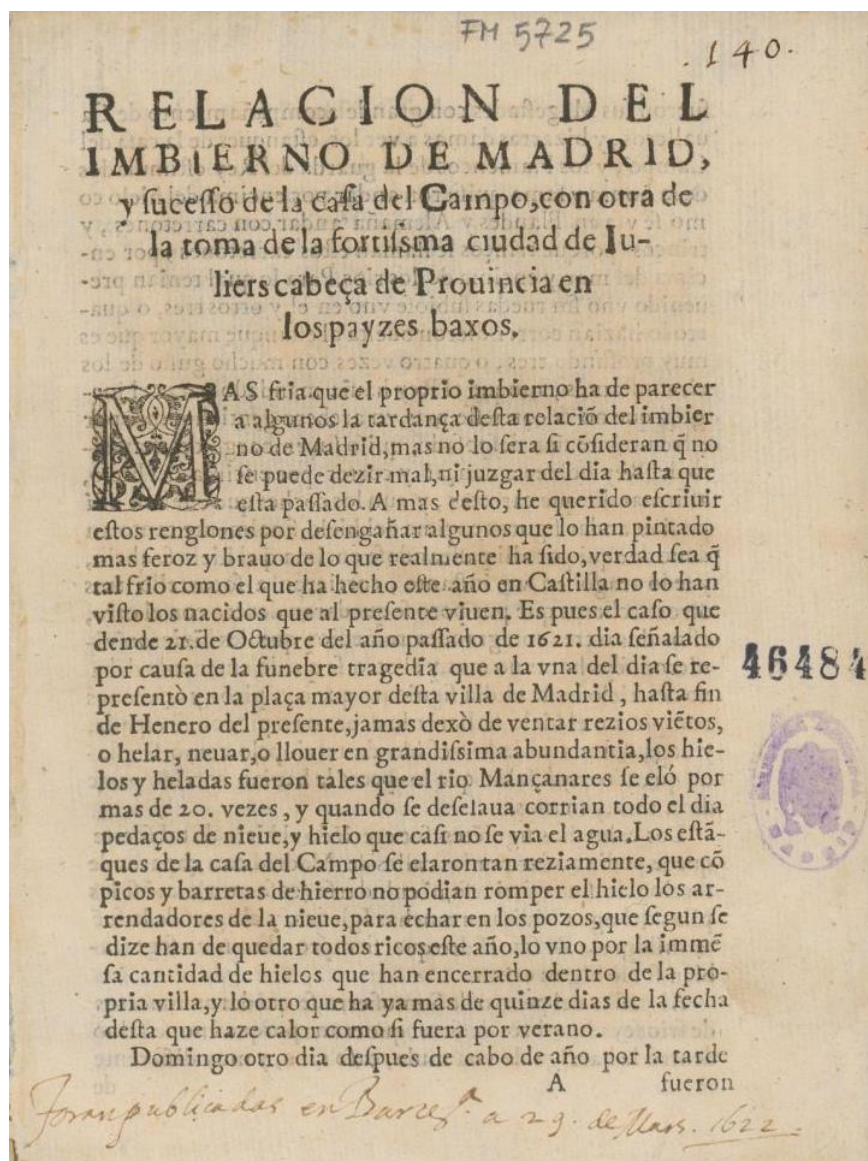 FM 5725
.140.
RELACION DEL
IMBIERNO DE MADRID,
y sucesso de la casa del Campo, con otra de
la toma de la fortissma ciudad de Iu-
liers cabeça de Prouincia en
los payzes baxos.
MAS fria que el proprio imbierno ha de parecer
a algunos la tardança desta relaciō del imbier
no de Madrid, mas no lo sera si cōsideran q̃ no
se puede dezir mal, ni juzgar del dia hasta que
esta passado. A mas desto, he querido escriuir
estos renglones por desengañar algunos que lo han pintado
mas feroz y brauo de lo que realmente ha sido, verdad sea q̃
tal frio como el que ha hecho este año en Castilla no lo han
visto los nacidos que al presente viuen. Es pues el caso que
dende 21. de Octubre del año passado de 1621. dia señalado
por causa de la funebre tragedia que a la vna del dia se re-
presentò en la plaça mayor desta villa de Madrid, hasta fin
de Henero del presente, jamas dexò de ventar rezios viẽtos,
o helar, neuar, o llouer en grandissima abundantia, los hie-
los y heladas fueron tales que el rio Mançanares se eló por
mas de 20. vezes, y quando se deselaua corrian todo el dia
pedaços de nieue, y hielo que casi no se via el agua. Los estã-
ques de la casa del Campo se elaron tan reziamente, que cō
picos y barretas de hierro no podian romper el hielo los ar-
rendadores de la nieue, para echar en los pozos, que segun se
dize han de quedar todos ricos este año, lo vno por la immẽ
sa cantidad de hielos que han encerrado dentro de la pro-
pria villa, y lo otro que ha ya mas de quinze dias de la fecha
desta que haze calor como si fuera por verano.
Domingo otro dia despues de cabo de año por la tarde
A fueron
46484
foran publicadas en Barcelª. a 29. de Mars. 1622.